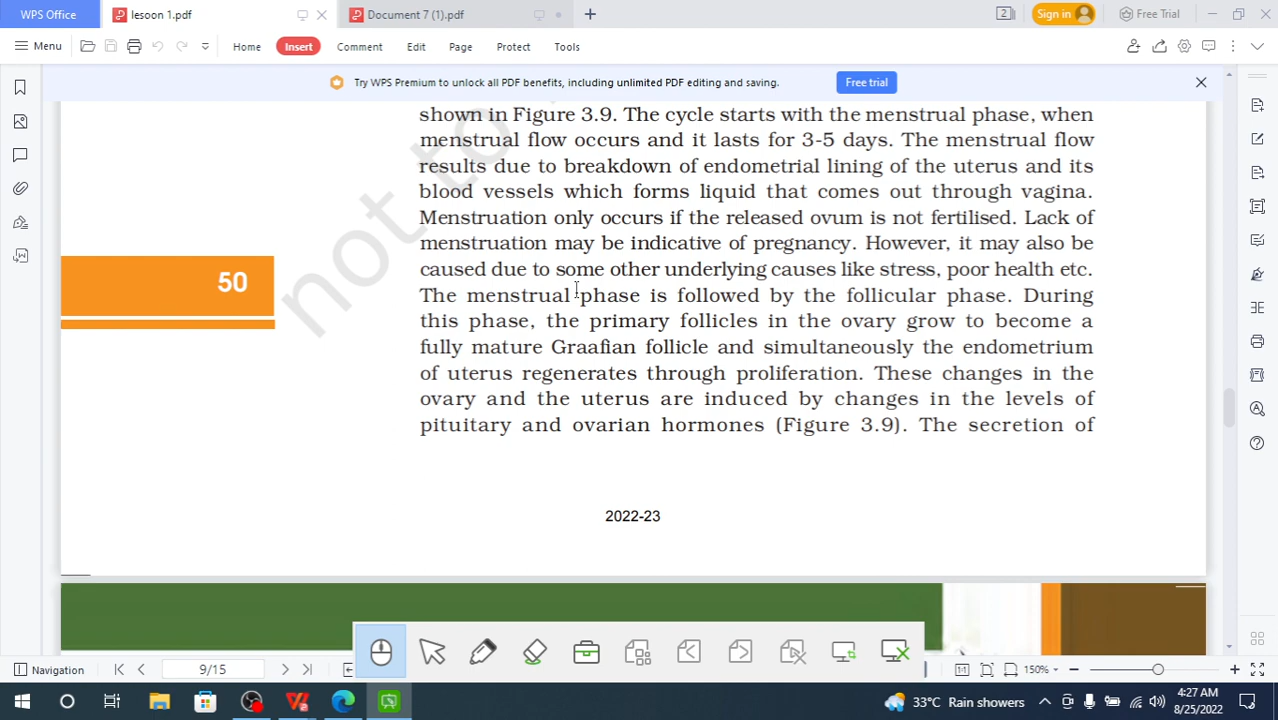 WPS Office
lesoon 1.pdf
Document 7 (1).pdf
2
Sign in
Free Trial
Menu
Home
Insert
Comment
Edit
Page
Protect
Tools
Try WPS Premium to unlock all PDF benefits, including unlimited PDF editing and saving.
Free trial
shown in Figure 3.9. The cycle starts with the menstrual phase, when
menstrual flow occurs and it lasts for 3-5 days. The menstrual flow
results due to breakdown of endometrial lining of the uterus and its
blood vessels which forms liquid that comes out through vagina.
Menstruation only occurs if the released ovum is not fertilised. Lack of
menstruation may be indicative of pregnancy. However, it may also be
caused due to some other underlying causes like stress, poor health etc.
The menstrual phase is followed by the follicular phase. During
this phase, the primary follicles in the ovary grow to become a
fully mature Graafian follicle and simultaneously the endometrium
of uterus regenerates through proliferation. These changes in the
ovary and the uterus are induced by changes in the levels of
pituitary and ovarian hormones (Figure 3.9). The secretion of
50
not to
2022-23
Navigation
9/15
150%
33°C Rain showers
4:27 AM
8/25/2022